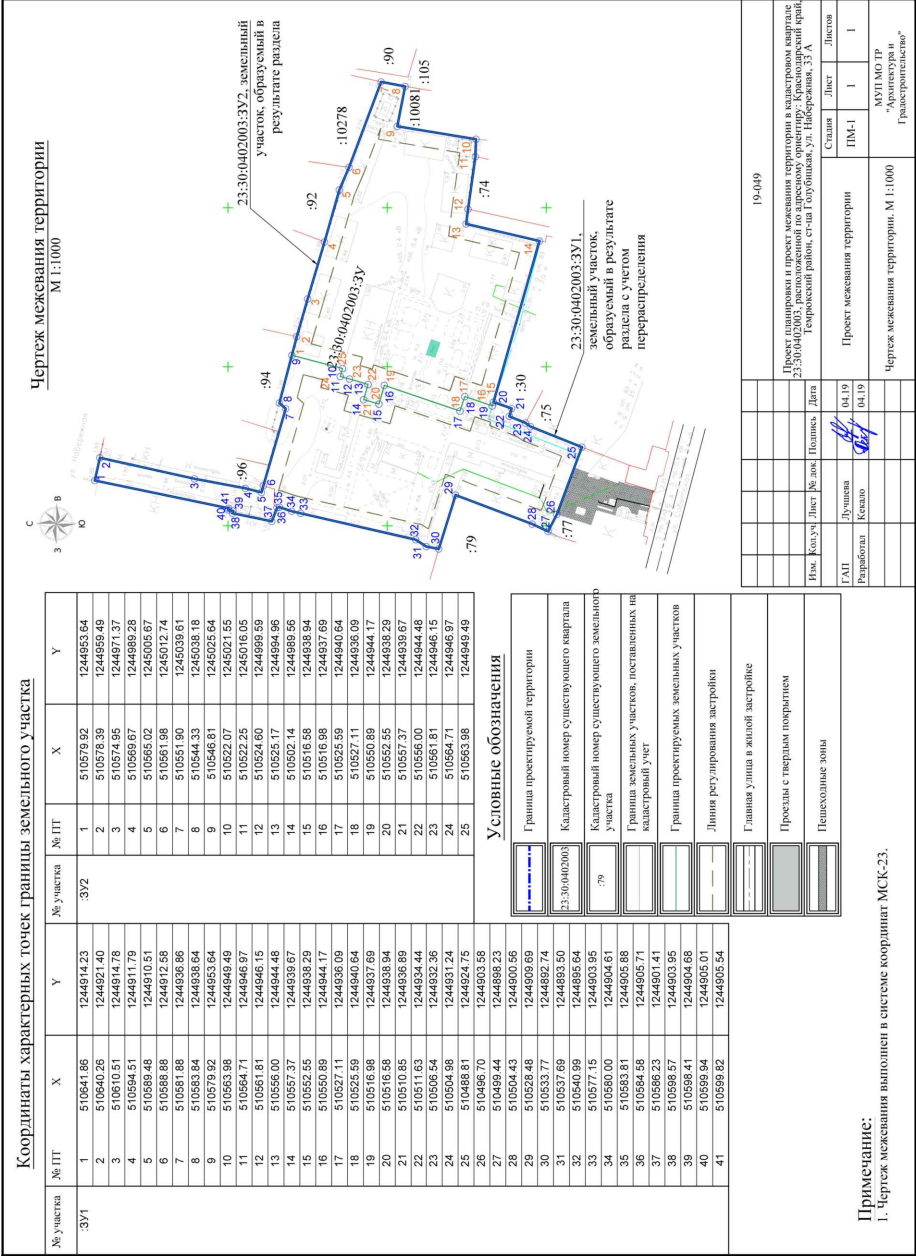 Координаты характерных точек границы земельного участка
№ участка № ПТ X Y
:ЗУ1 1 510641.86 1244914.23
2 510640.26 1244921.40
3 510610.51 1244914.78
4 510594.51 1244911.79
5 510589.48 1244910.51
6 510588.88 1244912.58
7 510581.88 1244936.86
8 510583.84 1244938.64
9 510579.92 1244953.64
10 510563.98 1244949.49
11 510564.71 1244946.97
12 510561.81 1244946.15
13 510556.00 1244944.48
14 510557.37 1244939.67
15 510552.55 1244938.29
16 510550.89 1244944.17
17 510527.11 1244936.09
18 510525.59 1244940.64
19 510516.98 1244937.69
20 510516.58 1244938.94
21 510510.85 1244936.89
22 510511.63 1244934.44
23 510506.54 1244932.36
24 510504.98 1244931.24
25 510488.81 1244924.75
26 510496.70 1244903.58
27 510499.44 1244898.23
28 510504.43 1244900.56
29 510528.48 1244909.69
30 510533.77 1244892.74
31 510537.69 1244893.50
32 510540.99 1244895.64
33 510577.15 1244903.95
34 510580.00 1244904.61
35 510583.81 1244905.88
36 510584.58 1244905.71
37 510586.23 1244901.41
38 510598.57 1244903.95
39 510598.41 1244904.68
40 510599.94 1244905.01
41 510599.82 1244905.54
№ участка № ПТ X Y
:ЗУ2 1 510579.92 1244953.64
2 510578.39 1244959.49
3 510574.95 1244971.37
4 510569.67 1244989.28
5 510565.02 1245005.67
6 510561.98 1245012.74
7 510551.90 1245039.61
8 510544.33 1245038.18
9 510546.81 1245025.64
10 510522.07 1245021.55
11 510522.25 1245016.05
12 510524.60 1244999.59
13 510525.17 1244994.96
14 510502.14 1244989.56
15 510516.58 1244938.94
16 510516.98 1244937.69
17 510525.59 1244940.64
18 510527.11 1244936.09
19 510550.89 1244944.17
20 510552.55 1244938.29
21 510557.37 1244939.67
22 510556.00 1244944.48
23 510561.81 1244946.15
24 510564.71 1244946.97
25 510563.98 1244949.49
Условные обозначения
Граница проектируемой территории
23:30:0402003 Кадастровый номер существующего квартала
:79 Кадастровый номер существующего земельного
участка
Граница земельных участков, поставленных на
кадастровый учет
Граница проектируемых земельных участков
Линия регулирования застройки
Главная улица в жилой застройке
Проезды с твердым покрытием
Пешеходные зоны
Примечание:
1. Чертеж межевания выполнен в системе координат МСК-23.
Чертеж межевания территории
М 1:1000
С
З В
Ю
23:30:0402003:ЗУ2, земельный
участок, образуемый в
результате раздела
:90
:105
:10081
:10278
:92
:94
:96
:74
:30
:75
:77
:79
23:30:0402003:ЗУ
23:30:0402003:ЗУ1,
земельный участок,
образуемый в результате
раздела с учетом
перераспределения
19-049
Проект планировки и проект межевания территории в кадастровом квартале
23:30:0402003, расположенной по адресному ориентиру: Краснодарский край,
Темрюкский район, ст-ца Голубицкая, ул. Набережная, 33 А
Изм. Кол.уч Лист № док. Подпись Дата
ГАП Лучшева 04.19
Разработал Кекало 04.19
Проект межевания территории
Стадия Лист Листов
ПМ-1 1 1
Чертеж межевания территории. М 1:1000
МУП МО ТР
"Архитектура и
Градостроительство"